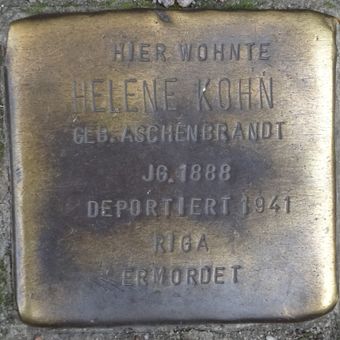 HIER WOHNTE
HELENE KOHN
GEB. ASCHENBRANDT
JG. 1888
DEPORTIERT 1941
RIGA
ERMORDET